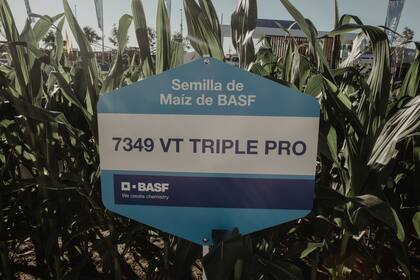 Semilla de
Maíz de BASF
7349 VT TRIPLE PRO
BASF
We create chemistry